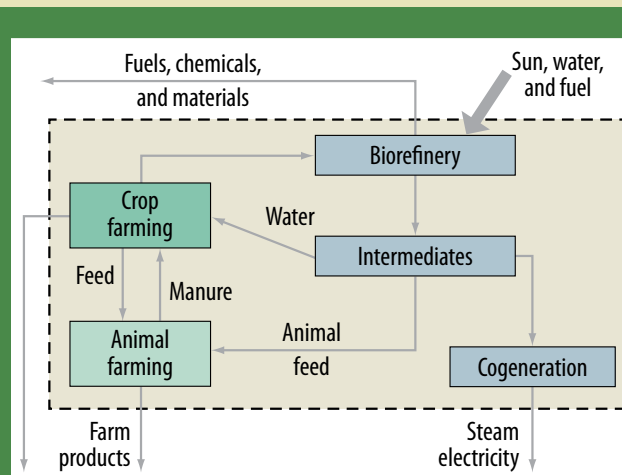 Fuels, chemicals,
and materials
Sun, water,
and fuel
Biorefinery
Crop
farming
Water
Intermediates
Feed
Manure
Animal
farming
Animal
feed
Cogeneration
Farm
products
Steam
electricity